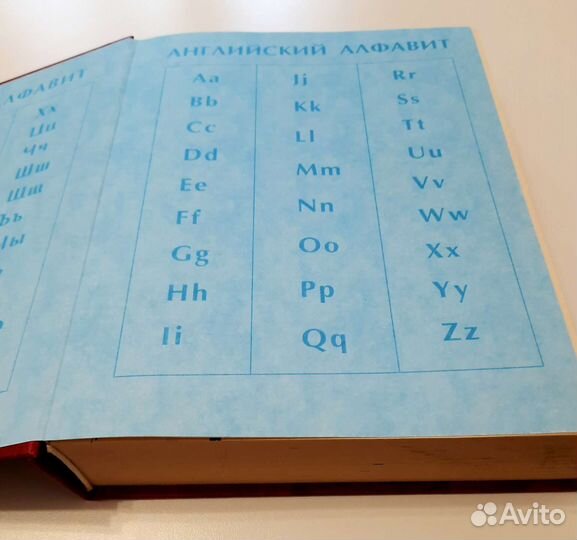 АЛФАВИТ
Хх
Цц
Чч
Шш
Щщ
Ъъ
АНГЛИЙСКИЙ АЛФАВИТ
Aa
Bb
Cc
Dd
Ee
Ff
Gg
Hh
Ii
Jj
Kk
Ll
Mm
Nn
Oo
Pp
Qq
Rr
Ss
Tt
Uu
Vv
Ww
Xx
Yy
Zz
Avito